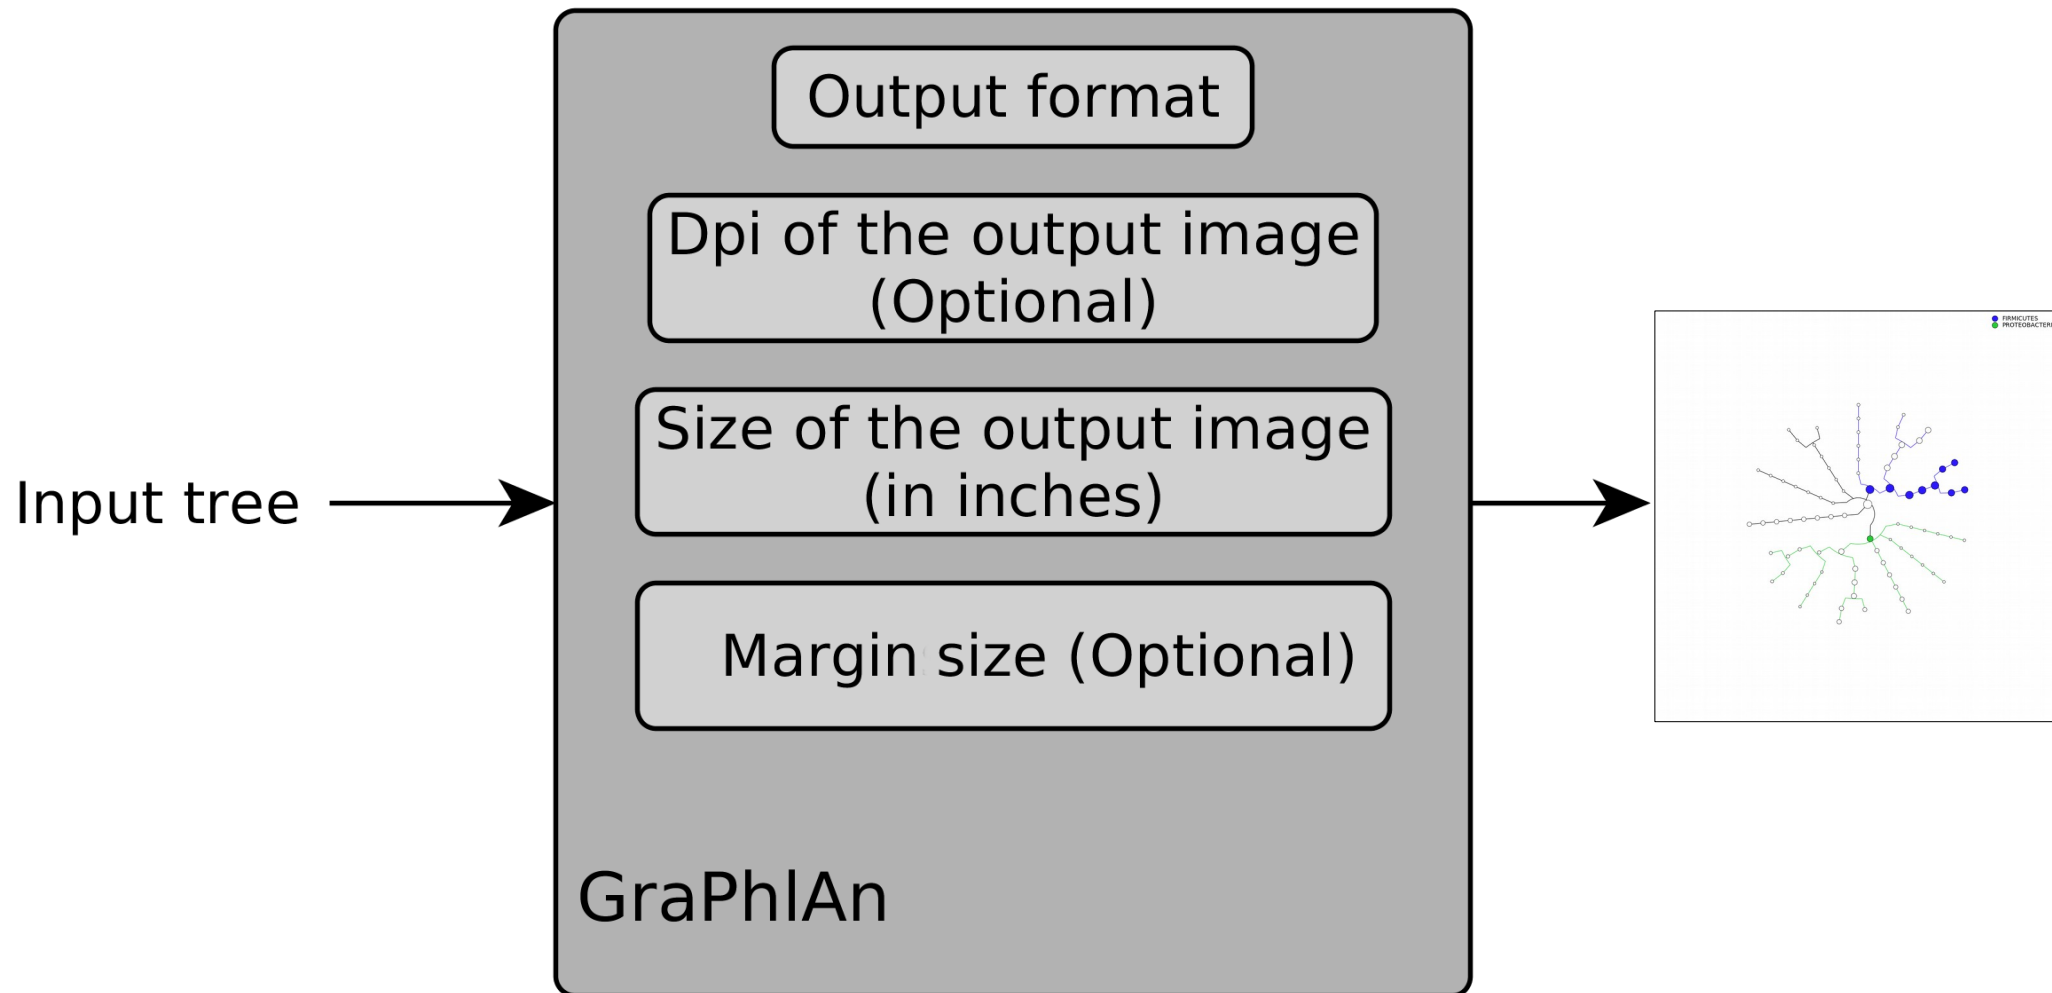 Output format
Dpi of the output image
(Optional)
Size of the output image
(in inches)
Input tree
Margin size (Optional)
GraPhlAn
FIRMICUTES